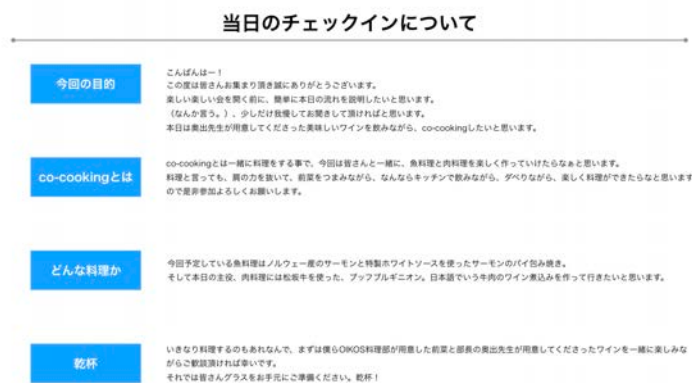 当日のチェックインについて
今回の目的
こんばんはー！
この度は皆さんお集まり頂き誠にありがとうございます。
楽しい楽しい会を開く前に、簡単に本日の流れを説明したいと思います。
（なんか言う。）、少しだけ我慢してお聞きして頂ければと思います。
本日は奥出先生が用意してくださった美味しいワインを飲みながら、co-cookingしたいと思います。
co-cookingとは
co-cookingとは一緒に料理をする事で、今回は皆さんと一緒に、魚料理と肉料理を楽しく作っていけたらなぁと思います。
料理と言っても、肩の力を抜いて、前菜をつまみながら、なんならキッチンで飲みながら、ダベりながら、楽しく料理ができたらなと思います
ので是非参加よろしくお願いします。
どんな料理か
今回予定している魚料理はノルウェー産のサーモンと特製ホワイトソースを使ったサーモンのパイ包み焼き。
そして本日の主役、肉料理には松坂牛を使った、ブッフブルギニオン。日本語でいう牛肉のワイン煮込みを作って行きたいと思います。
乾杯
いきなり料理するのもあれなんで、まずは僕らOIKOS料理部が用意した前菜と部長の奥出先生が用意してくださったワインを一緒に楽しみな
がらご歓談頂ければ幸いです。
それでは皆さんグラスをお手元にご準備ください。乾杯！